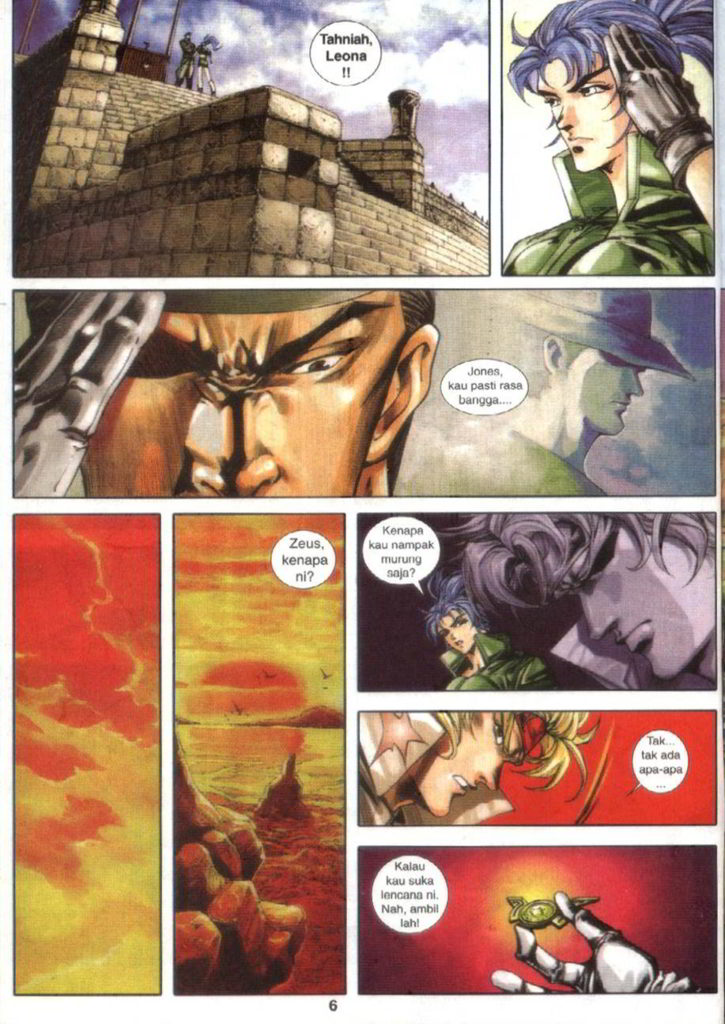 Tahniah,
Leona
!!
Jones,
kau pasti rasa
bangga....
Zeus,
kenapa
ni?
Kenapa
kau nampak
murung
saja?
Tak...
tak ada
apa-apa
...
Kalau
kau suka
lencana ni.
Nah, ambil
lah!
6